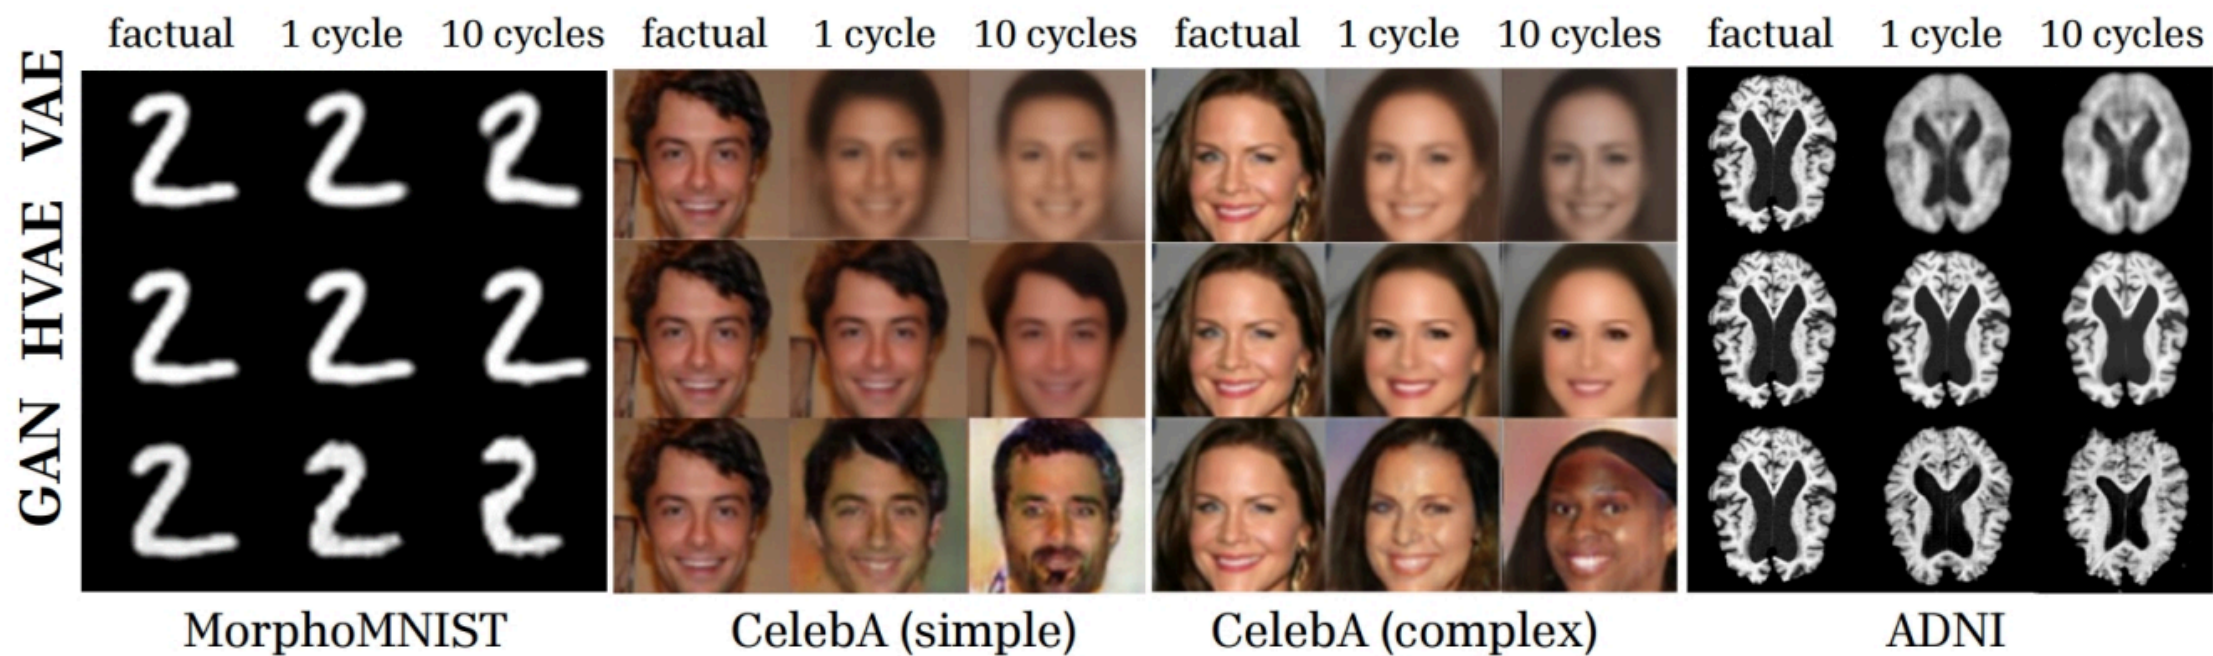 factual 1 cycle 10 cycles factual 1 cycle 10 cycles factual 1 cycle 10 cycles factual 1 cycle 10 cycles
VAE
HVAE
GAN
MorphoMNIST CelebA (simple) CelebA (complex) ADNI